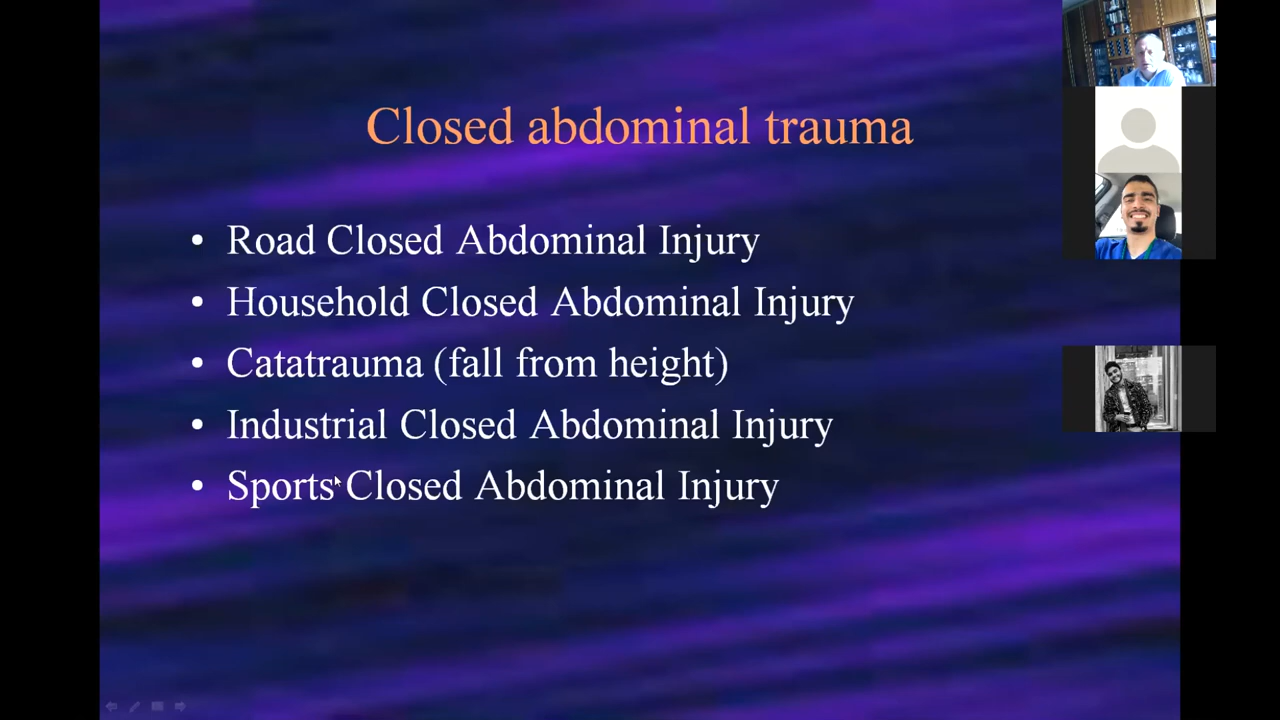 Closed abdominal trauma
• Road Closed Abdominal Injury
• Household Closed Abdominal Injury
• Catatrauma (fall from height)
• Industrial Closed Abdominal Injury
• Sports Closed Abdominal Injury